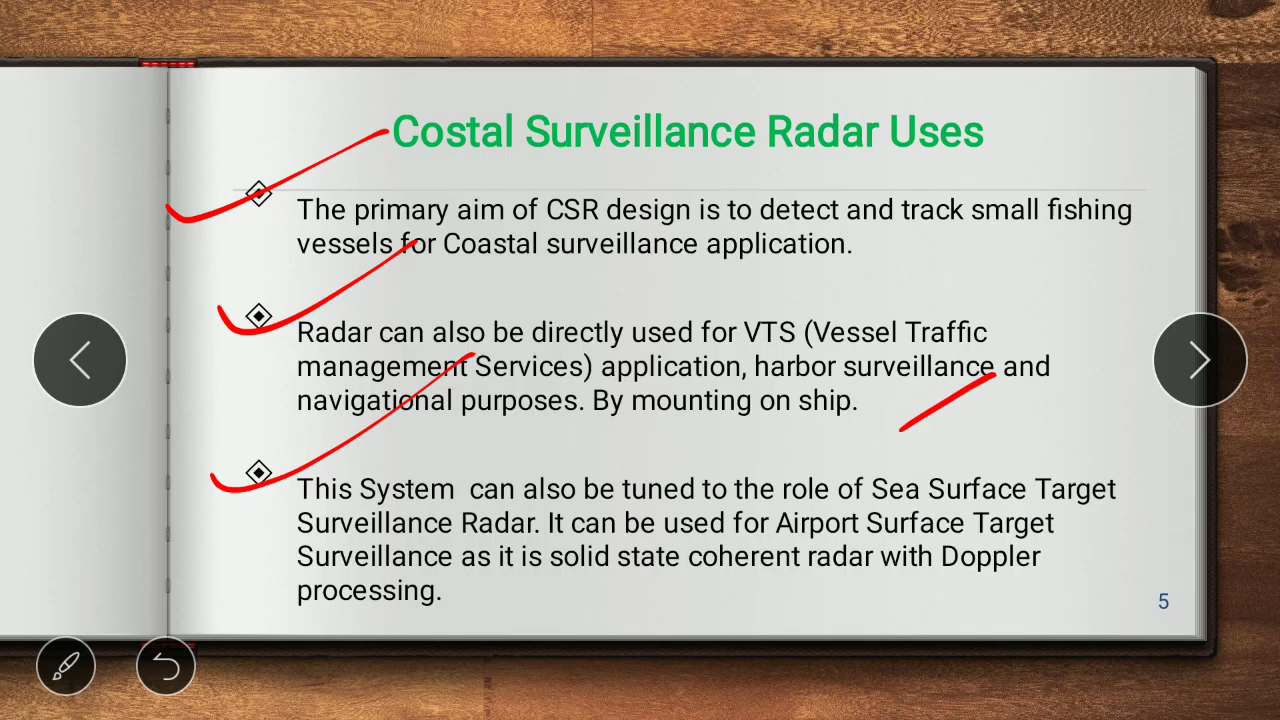 Costal Surveillance Radar Uses
The primary aim of CSR design is to detect and track small fishing
vessels for Coastal surveillance application.
Radar can also be directly used for VTS (Vessel Traffic
management Services) application, harbor surveillance and
navigational purposes. By mounting on ship.
This System  can also be tuned to the role of Sea Surface Target
Surveillance Radar. It can be used for Airport Surface Target
Surveillance as it is solid state coherent radar with Doppler
processing.
5